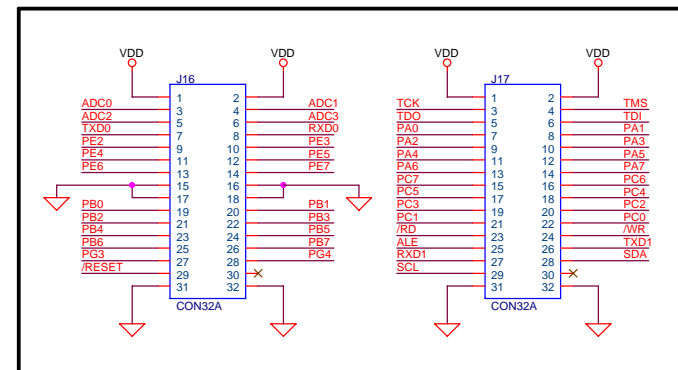 VDD VDD VDD VDD
J16 J17
1 2 1 2
ADC0 3 4 ADC1 TCK 3 4 TMS
ADC2 5 6 ADC3 TDO 5 6 TDI
TXD0 7 8 RXD0 PA0 7 8 PA1
PE2 9 10 PE3 PA2 9 10 PA3
PE4 11 12 PE5 PA4 11 12 PA5
PE6 13 14 PE7 PA6 13 14 PA7
15 16 PC7 15 16 PC6
17 18 PC5 17 18 PC4
PB0 19 20 PB1 PC3 19 20 PC2
PB2 21 22 PB3 PC1 21 22 PC0
PB4 23 24 PB5 /RD 23 24 /WR
PB6 25 26 PB7 ALE 25 26 TXD1
PG3 27 28 PG4 RXD1 27 28 SDA
/RESET 29 30 SCL 29 30
31 32 31 32
CON32A CON32A